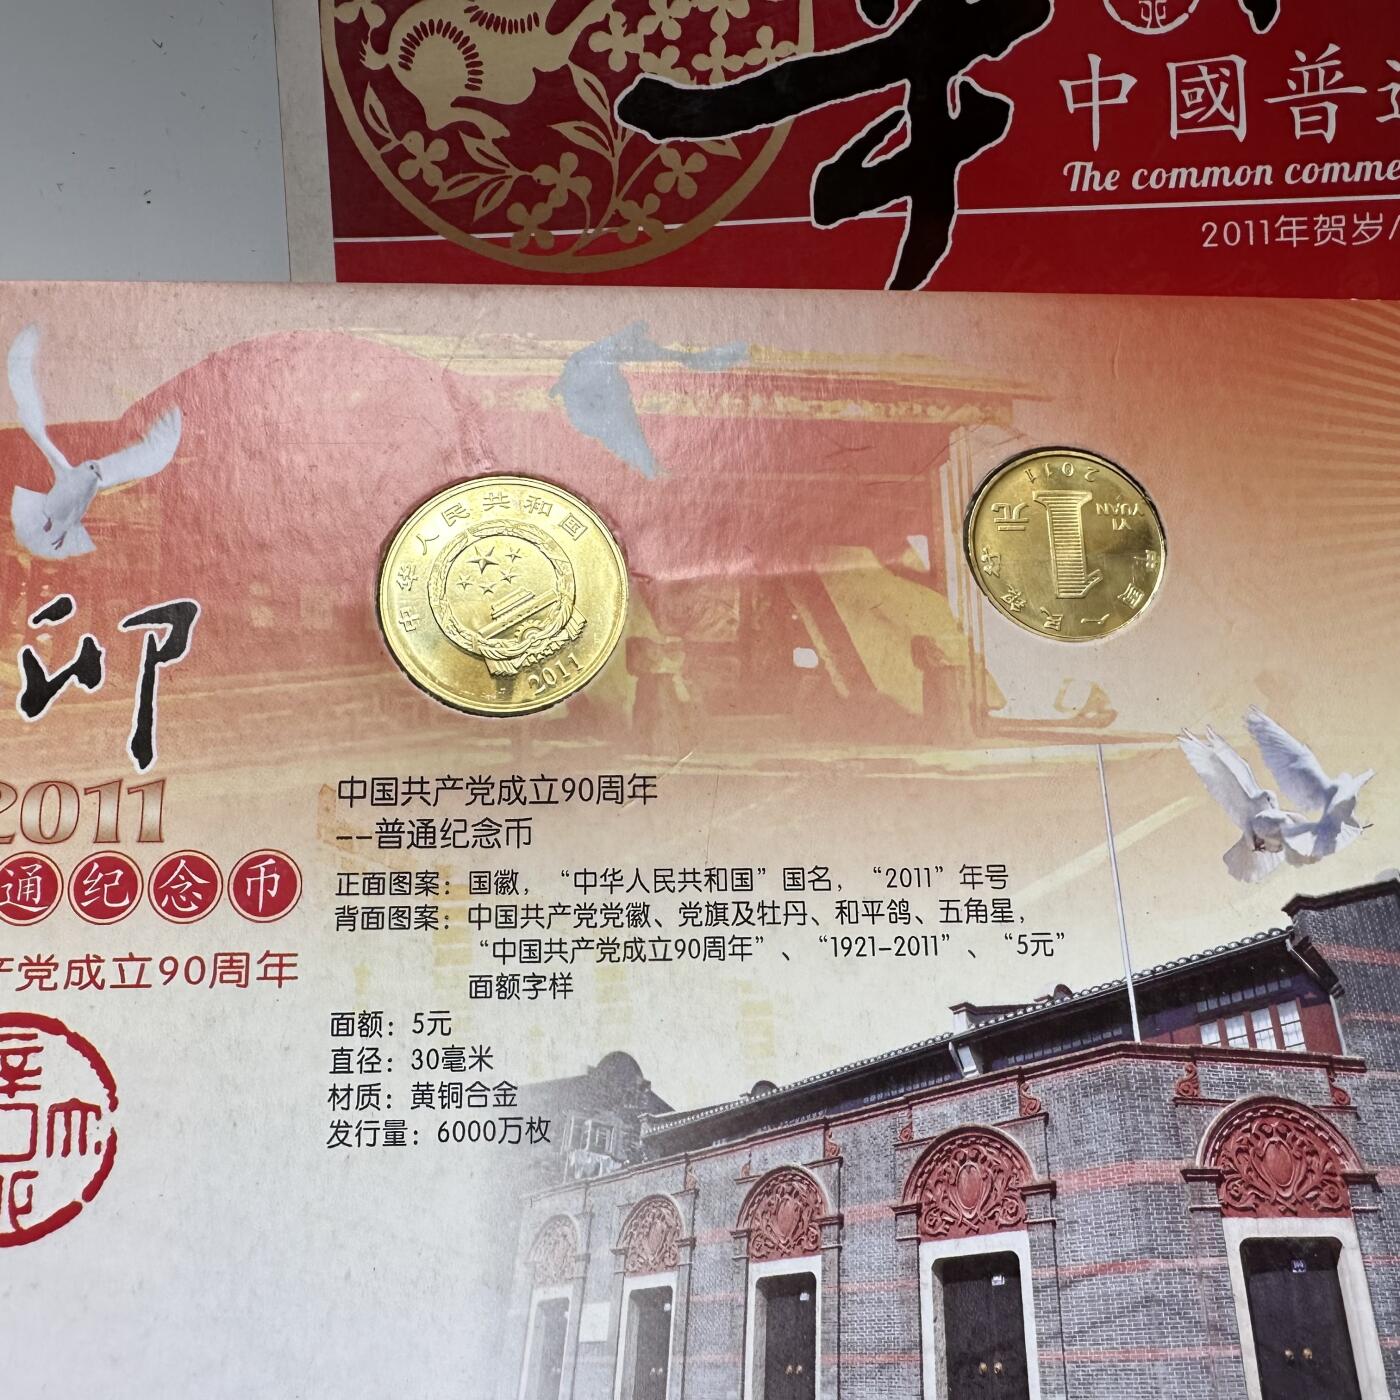 年
中國普通
The common comme
2011年贺岁/
中华人民共和国
2011
2011
1
元
YI
YUAN
中国人民银行
印
2011
通纪念币
产党成立90周年
中国共产党成立90周年
--普通纪念币
正面图案：国徽，“中华人民共和国”国名，“2011”年号
背面图案：中国共产党党徽、党旗及牡丹、和平鸽、五角星，
“中国共产党成立90周年”、“1921-2011”、“5元”
面额字样
面额：5元
直径：30毫米
材质：黄铜合金
发行量：6000万枚